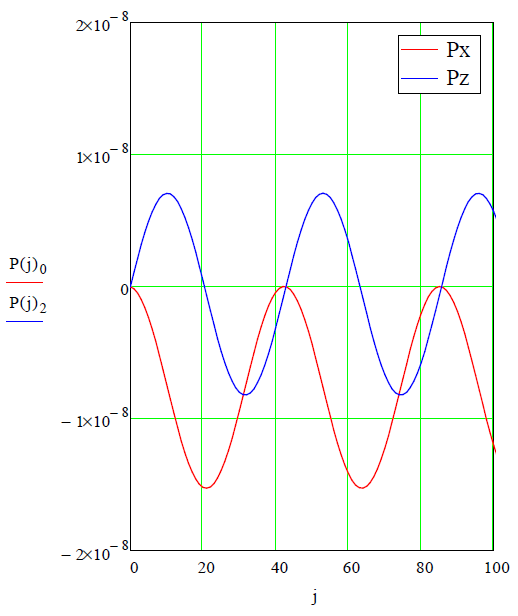 2×10⁻⁸
Px
Pz
1×10⁻⁸
P(j)₀
0
P(j)₂
−1×10⁻⁸
−2×10⁻⁸
0 20 40 60 80 100
j